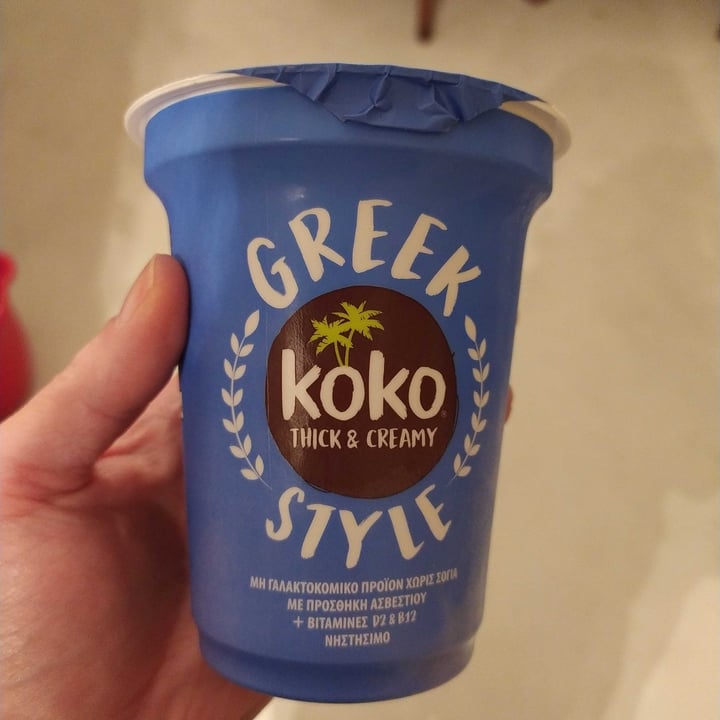 GREEK
KOKO
THICK & CREAMY
STYLE
ΜΗ ΓΑΛΑΚΤΟΚΟΜΙΚΟ ΠΡΟΪΟΝ ΧΩΡΙΣ ΣΟΓΙΑ
ΜΕ ΠΡΟΣΘΗΚΗ ΑΣΒΕΣΤΙΟΥ
+ ΒΙΤΑΜΙΝΕΣ D2 & B12
ΝΗΣΤΗΣΙΜΟ